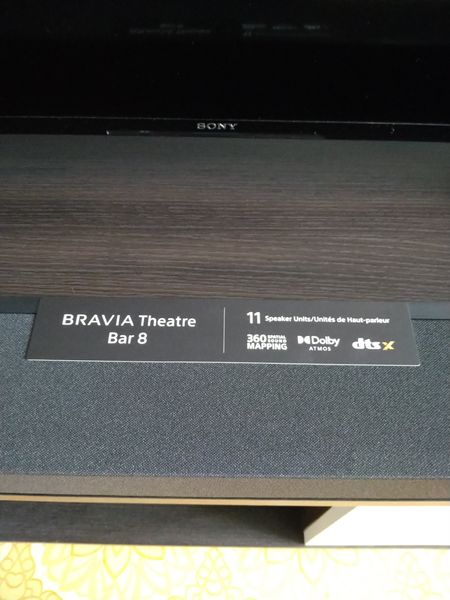 SONY
BRAVIA Theatre
Bar 8
11 Speaker Units/Unités de Haut-parleur
360 SPATIAL SOUND MAPPING
Dolby ATMOS
dts X